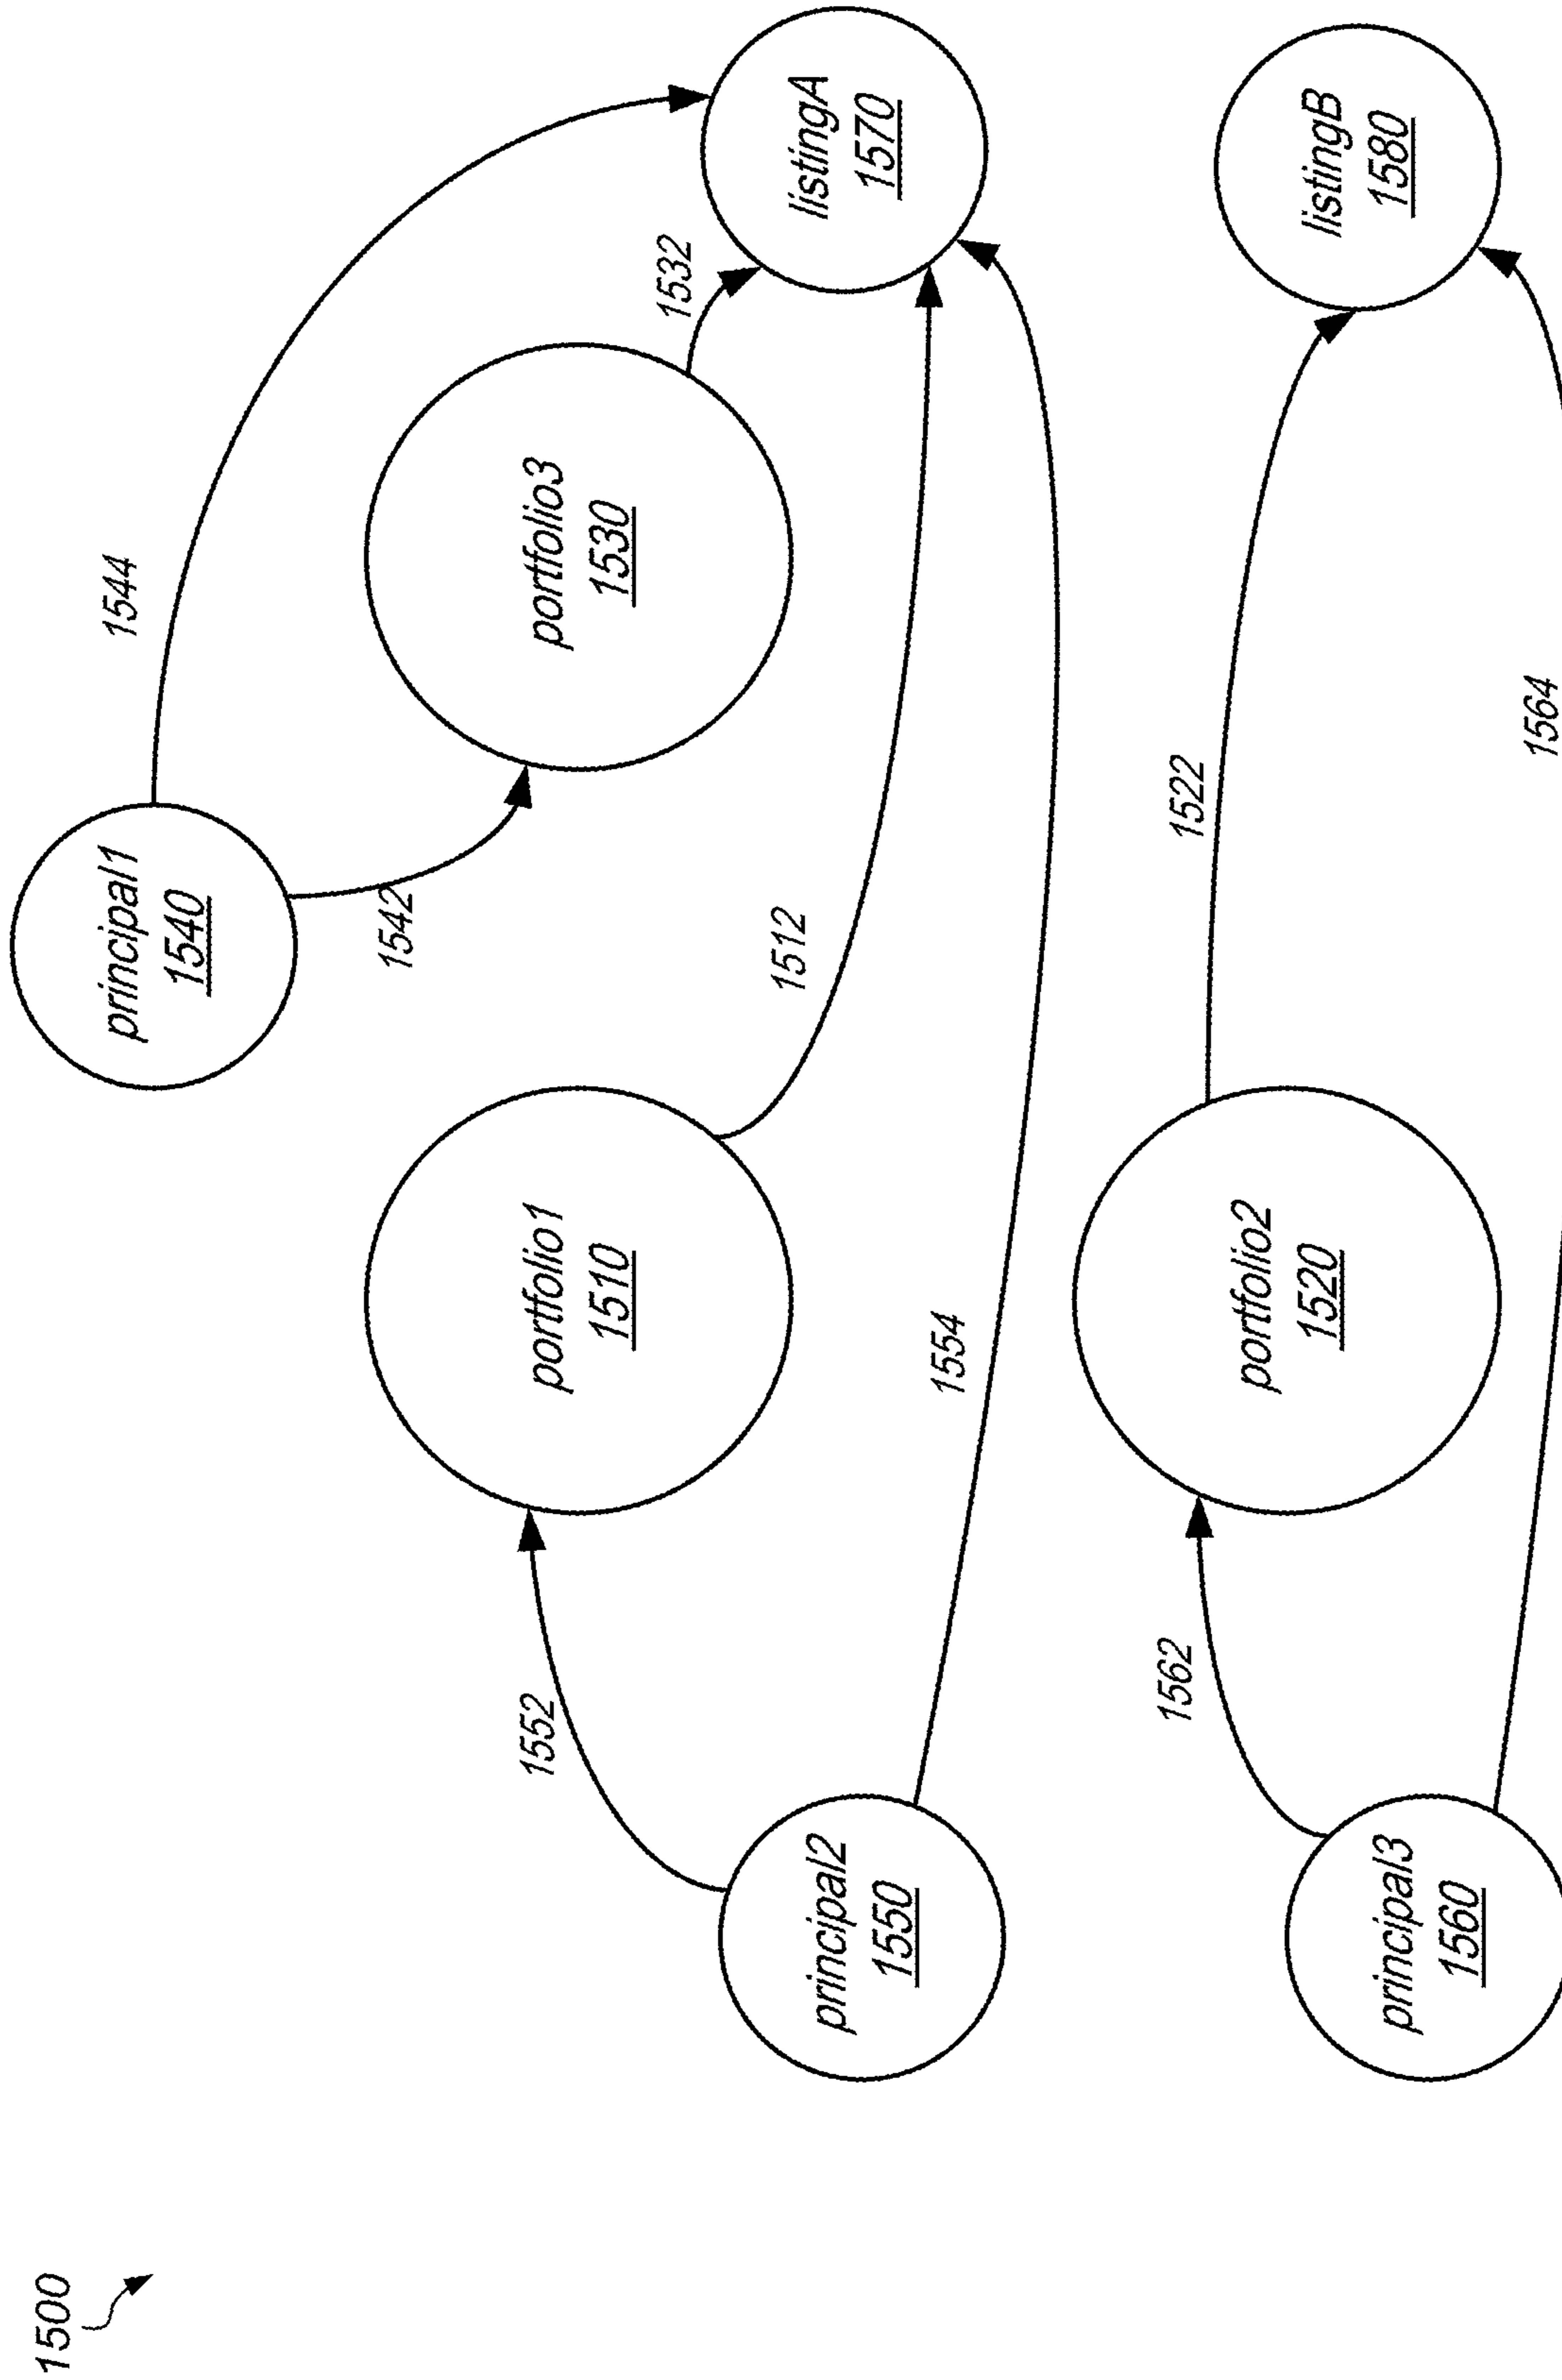 1500
principal1
1540
1544
1542
portfolio3
1530
1532
listingA
1570
portfolio1
1510
1512
1552
principal2
1550
1554
portfolio2
1520
1522
listingB
1580
1562
principal3
1560
1564